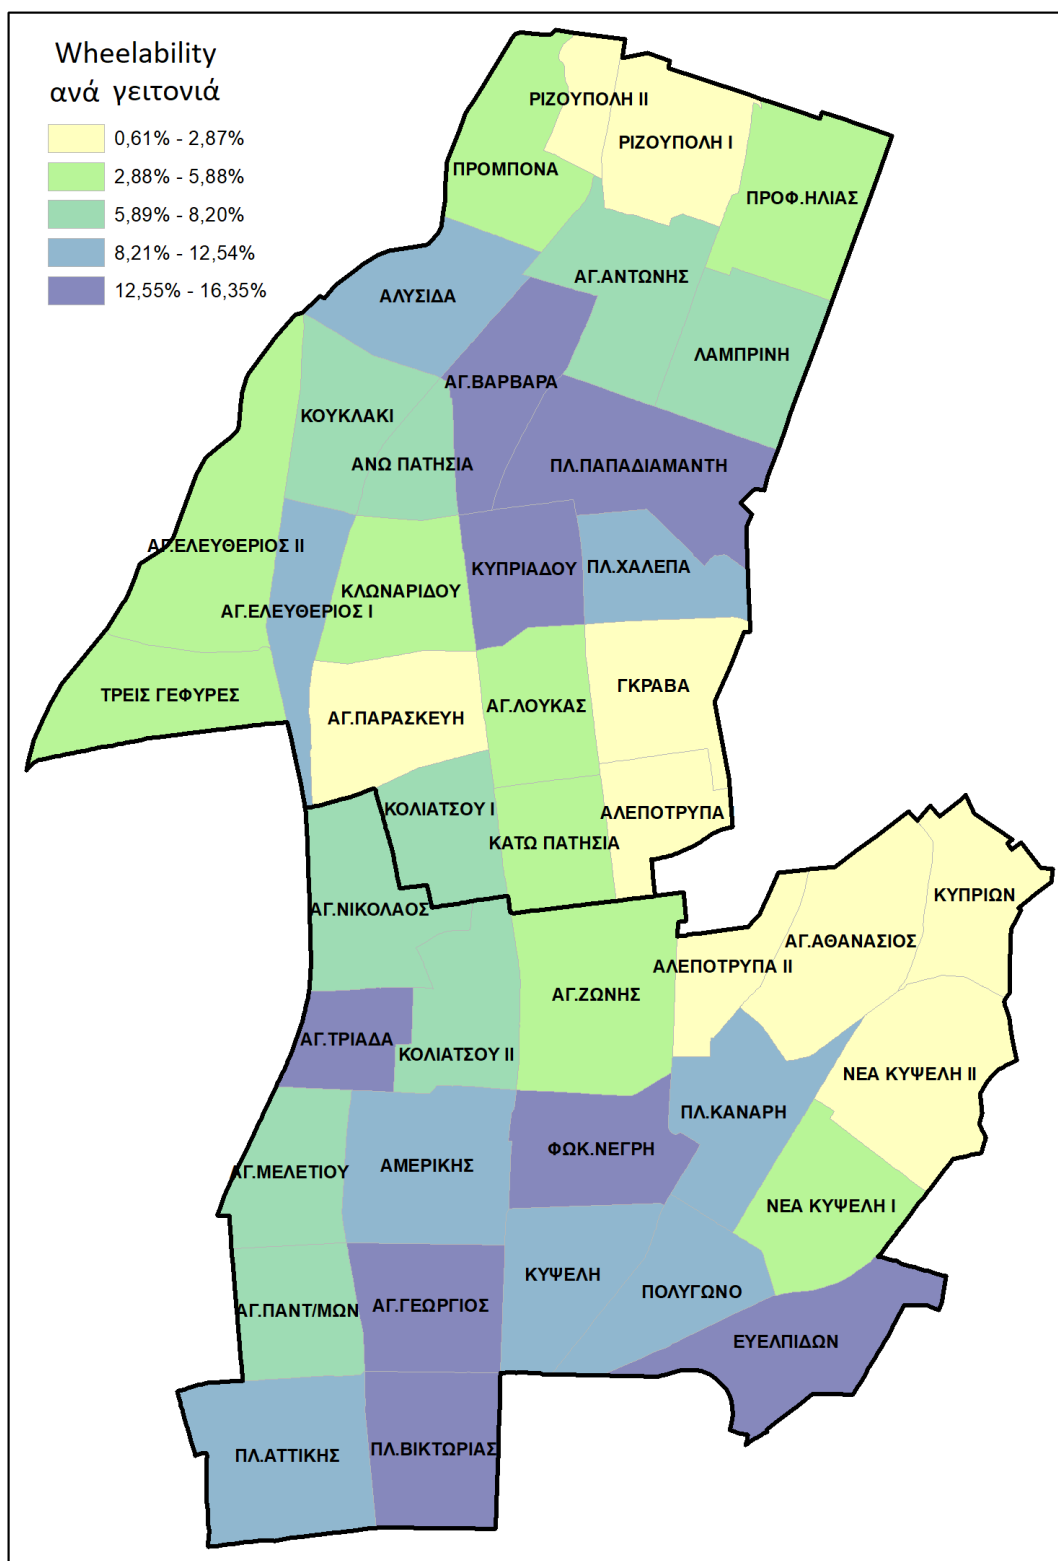 Wheelability
ανά γειτονιά
0,61% - 2,87%
2,88% - 5,88%
5,89% - 8,20%
8,21% - 12,54%
12,55% - 16,35%
ΡΙΖΟΥΠΟΛΗ ΙΙ
ΡΙΖΟΥΠΟΛΗ Ι
ΠΡΟΜΠΟΝΑ
ΠΡΟΦ.ΗΛΙΑΣ
ΑΓ.ΑΝΤΩΝΗΣ
ΑΛΥΣΙΔΑ
ΛΑΜΠΡΙΝΗ
ΑΓ.ΒΑΡΒΑΡΑ
ΚΟΥΚΛΑΚΙ
ΑΝΩ ΠΑΤΗΣΙΑ
ΠΛ.ΠΑΠΑΔΙΑΜΑΝΤΗ
ΑΓ.ΕΛΕΥΘΕΡΙΟΣ ΙΙ
ΚΥΠΡΙΑΔΟΥ
ΠΛ.ΧΑΛΕΠΑ
ΚΛΩΝΑΡΙΔΟΥ
ΑΓ.ΕΛΕΥΘΕΡΙΟΣ Ι
ΤΡΕΙΣ ΓΕΦΥΡΕΣ
ΓΚΡΑΒΑ
ΑΓ.ΛΟΥΚΑΣ
ΑΓ.ΠΑΡΑΣΚΕΥΗ
ΚΟΛΙΑΤΣΟΥ Ι
ΑΛΕΠΟΤΡΥΠΑ
ΚΑΤΩ ΠΑΤΗΣΙΑ
ΚΥΠΡΙΩΝ
ΑΓ.ΝΙΚΟΛΑΟΣ
ΑΓ.ΑΘΑΝΑΣΙΟΣ
ΑΛΕΠΟΤΡΥΠΑ ΙΙ
ΑΓ.ΖΩΝΗΣ
ΑΓ.ΤΡΙΑΔΑ
ΚΟΛΙΑΤΣΟΥ ΙΙ
ΝΕΑ ΚΥΨΕΛΗ ΙΙ
ΠΛ.ΚΑΝΑΡΗ
ΦΩΚ.ΝΕΓΡΗ
ΑΜΕΡΙΚΗΣ
ΑΓ.ΜΕΛΕΤΙΟΥ
ΝΕΑ ΚΥΨΕΛΗ Ι
ΚΥΨΕΛΗ
ΠΟΛΥΓΩΝΟ
ΑΓ.ΓΕΩΡΓΙΟΣ
ΑΓ.ΠΑΝΤ/ΜΩΝ
ΕΥΕΛΠΙΔΩΝ
ΠΛ.ΒΙΚΤΩΡΙΑΣ
ΠΛ.ΑΤΤΙΚΗΣ